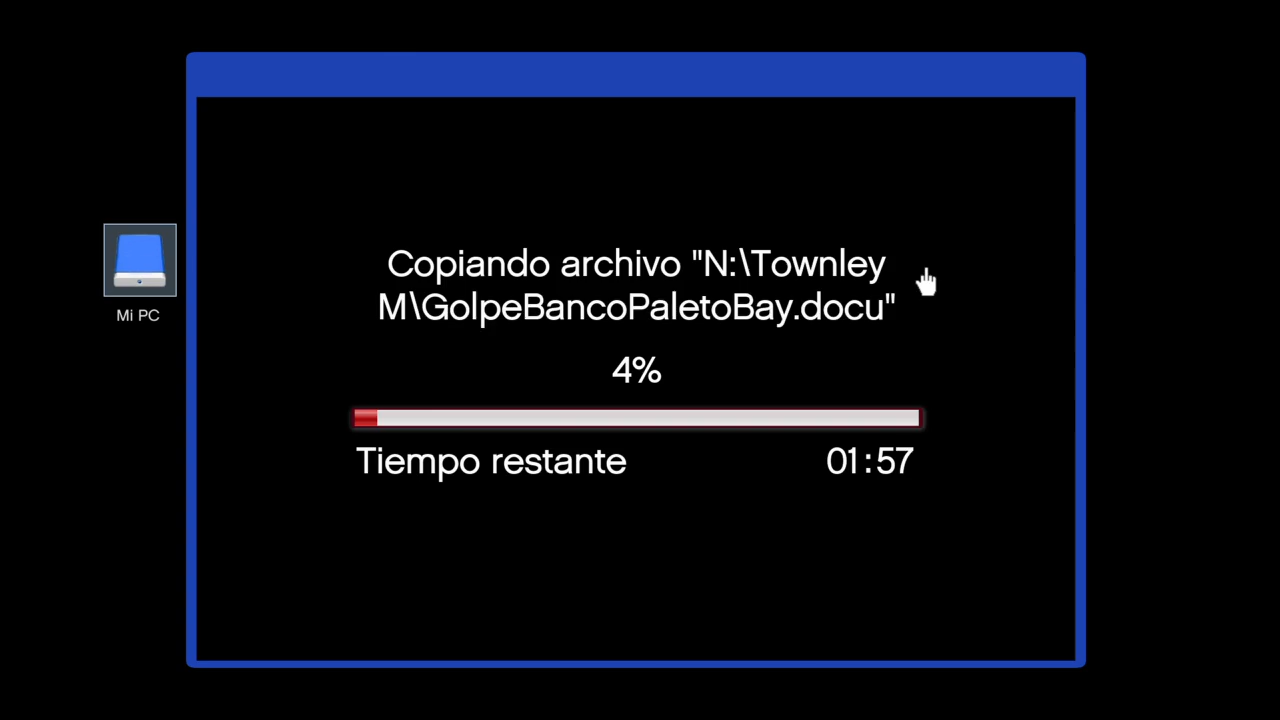 Mi PC
Copiando archivo "N:\Townley
M\GolpeBancoPaletoBay.docu"
4%
Tiempo restante 01:57